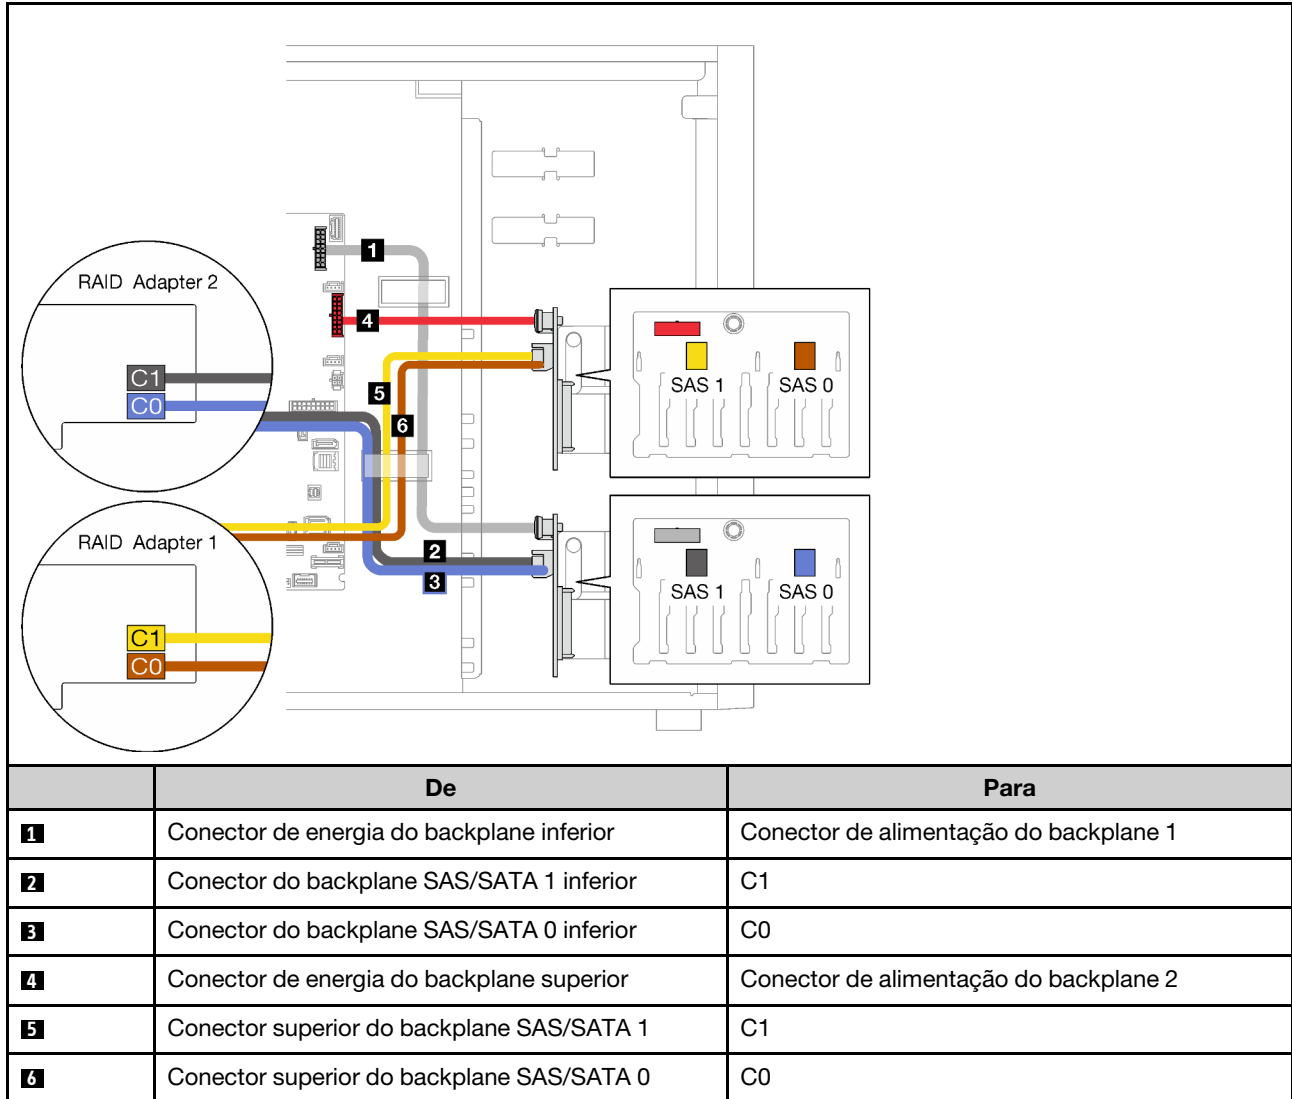 1
RAID Adapter 2
4
C1
C0
5
6
SAS 1 SAS 0
RAID Adapter 1
2
3
SAS 1 SAS 0
C1
C0
De Para
1 Conector de energia do backplane inferior Conector de alimentação do backplane 1
2 Conector do backplane SAS/SATA 1 inferior C1
3 Conector do backplane SAS/SATA 0 inferior C0
4 Conector de energia do backplane superior Conector de alimentação do backplane 2
5 Conector superior do backplane SAS/SATA 1 C1
6 Conector superior do backplane SAS/SATA 0 C0